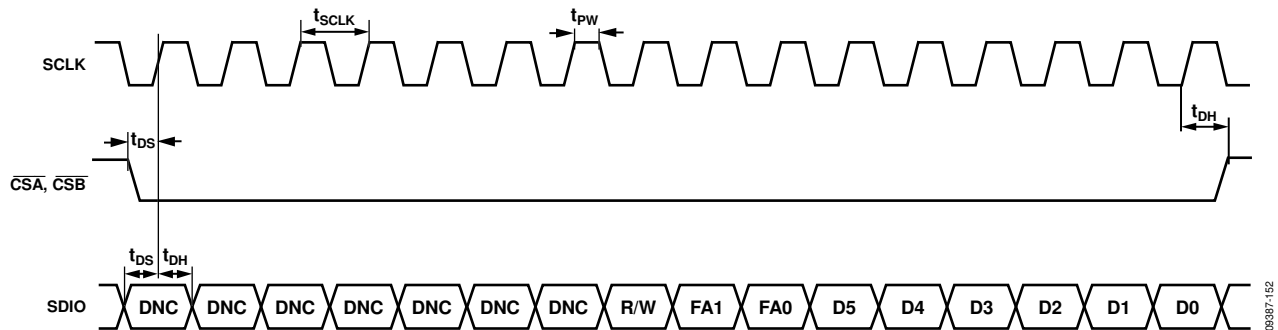 tSCLK
tPW
SCLK
tDH
tDS
CSA, CSB
tDS tDH
SDIO DNC DNC DNC DNC DNC DNC DNC R/W FA1 FA0 D5 D4 D3 D2 D1 D0
09387-152